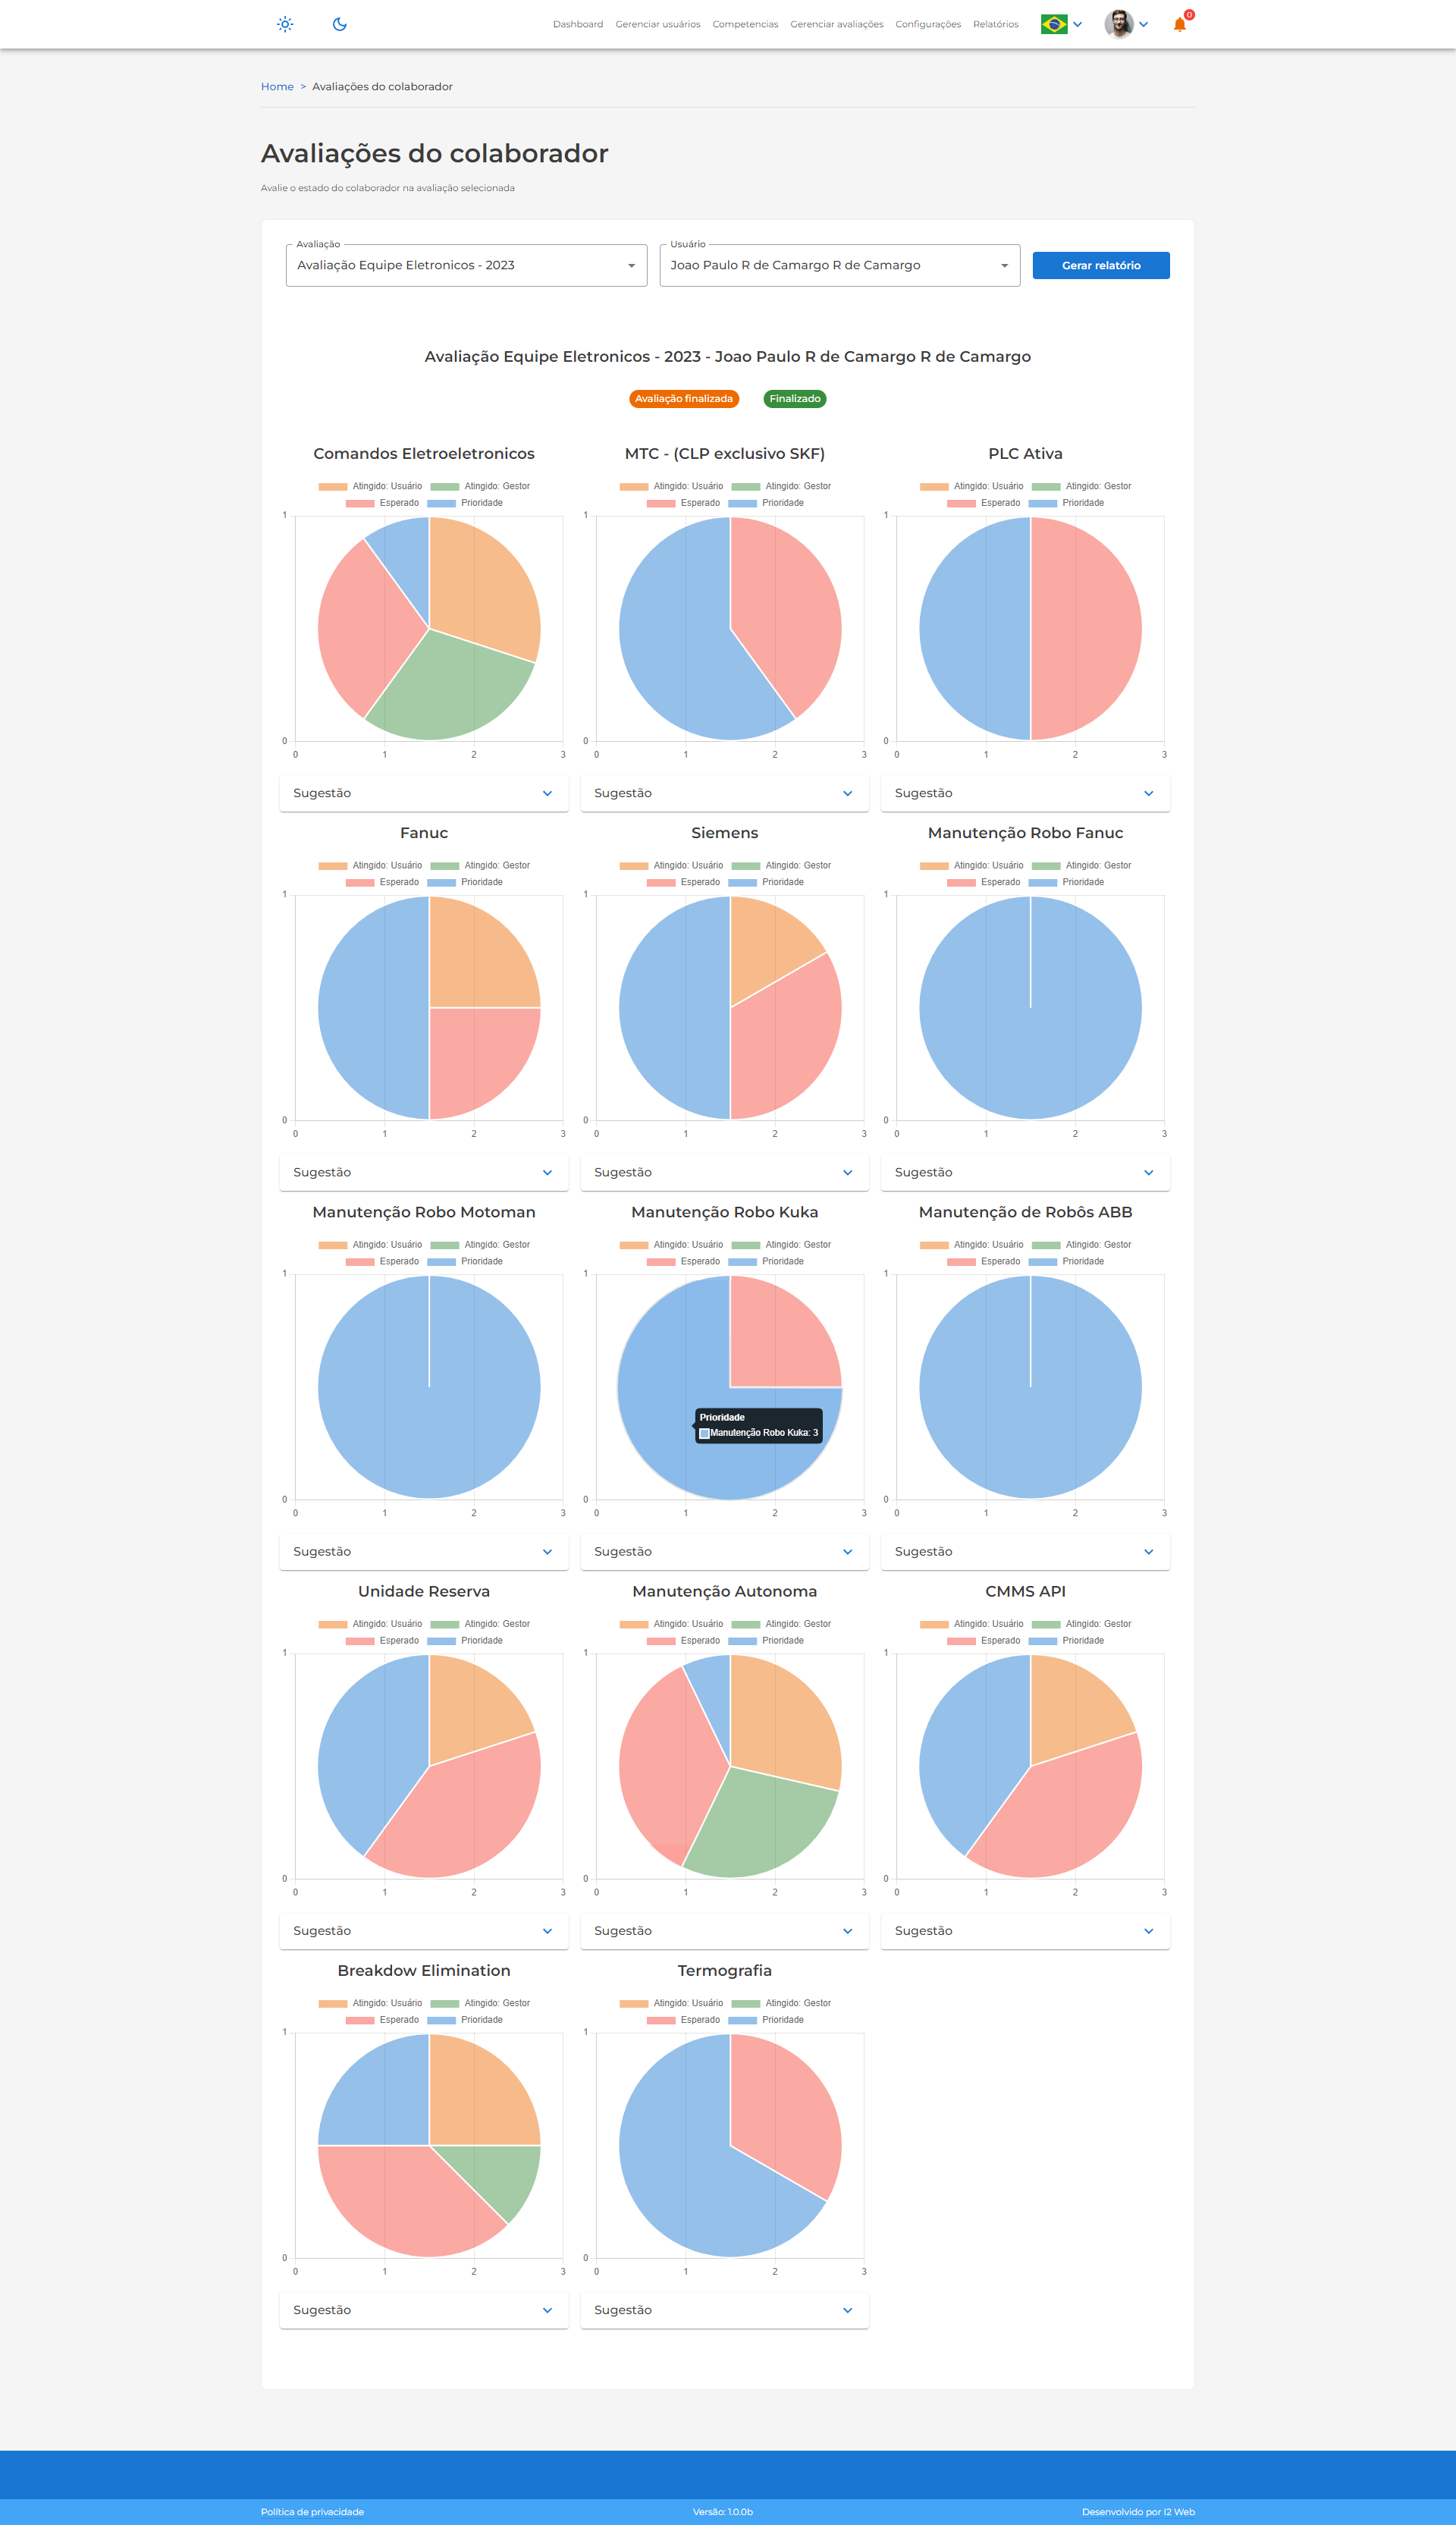 Dashboard Gerenciar usuários Competencias Gerenciar avaliações Configurações Relatórios 0
Home > Avaliações do colaborador
Avaliações do colaborador
Avalie o estado do colaborador na avaliação selecionada
Avaliação Usuário
Avaliação Equipe Eletronicos - 2023 Joao Paulo R de Camargo R de Camargo Gerar relatório
Avaliação Equipe Eletronicos - 2023 - Joao Paulo R de Camargo R de Camargo
Avaliação finalizada Finalizado
Comandos Eletroeletronicos MTC - (CLP exclusivo SKF) PLC Ativa
Atingido: Usuário Atingido: Gestor Atingido: Usuário Atingido: Gestor Atingido: Usuário Atingido: Gestor
Esperado Prioridade Esperado Prioridade Esperado Prioridade
1 1 1
0 0 0
0 1 2 3 0 1 2 3 0 1 2 3
Sugestão Sugestão Sugestão
Fanuc Siemens Manutenção Robo Fanuc
Atingido: Usuário Atingido: Gestor Atingido: Usuário Atingido: Gestor Atingido: Usuário Atingido: Gestor
Esperado Prioridade Esperado Prioridade Esperado Prioridade
1 1 1
0 0 0
0 1 2 3 0 1 2 3 0 1 2 3
Sugestão Sugestão Sugestão
Manutenção Robo Motoman Manutenção Robo Kuka Manutenção de Robôs ABB
Atingido: Usuário Atingido: Gestor Atingido: Usuário Atingido: Gestor Atingido: Usuário Atingido: Gestor
Esperado Prioridade Esperado Prioridade Esperado Prioridade
1 1 1
Prioridade
Manutenção Robo Kuka: 3
0 0 0
0 1 2 3 0 1 2 3 0 1 2 3
Sugestão Sugestão Sugestão
Unidade Reserva Manutenção Autonoma CMMS API
Atingido: Usuário Atingido: Gestor Atingido: Usuário Atingido: Gestor Atingido: Usuário Atingido: Gestor
Esperado Prioridade Esperado Prioridade Esperado Prioridade
1 1 1
0 0 0
0 1 2 3 0 1 2 3 0 1 2 3
Sugestão Sugestão Sugestão
Breakdow Elimination Termografia
Atingido: Usuário Atingido: Gestor Atingido: Usuário Atingido: Gestor
Esperado Prioridade Esperado Prioridade
1 1
0 0
0 1 2 3 0 1 2 3
Sugestão Sugestão
Política de privacidade Versão: 1.0.0b Desenvolvido por I2 Web